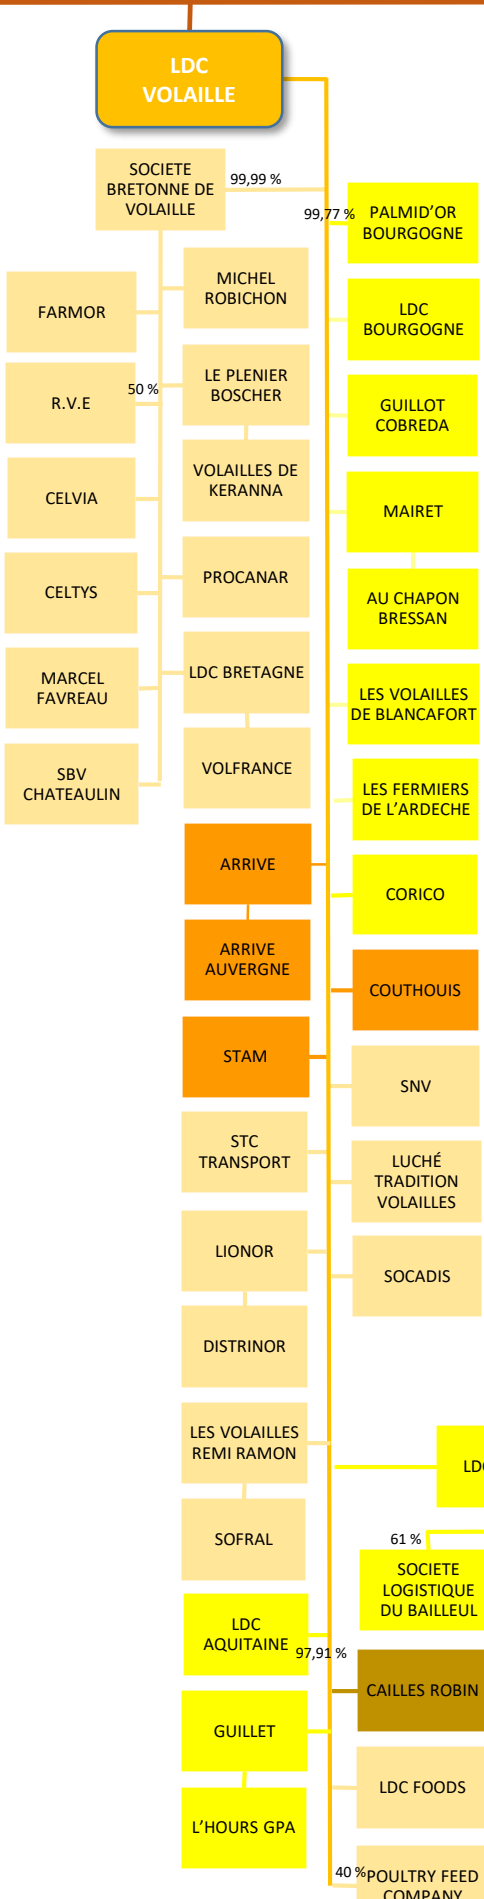 LDC
VOLAILLE
SOCIETE
BRETONNE DE
VOLAILLE
99,99 %
99,77 %
PALMID'OR
BOURGOGNE
MICHEL
ROBICHON
FARMOR
LDC
BOURGOGNE
R.V.E
50 %
LE PLENIER
BOSCHER
GUILLOT
COBREDA
VOLAILLES DE
KERANNA
CELVIA
MAIRET
CELTYS
PROCANAR
AU CHAPON
BRESSAN
MARCEL
FAVREAU
LDC BRETAGNE
LES VOLAILLES
DE BLANCAFORT
SBV
CHATEAULIN
VOLFRANCE
LES FERMIERS
DE L’ARDECHE
ARRIVE
CORICO
ARRIVE
AUVERGNE
COUTHOUIS
STAM
SNV
STC
TRANSPORT
LUCHÉ
TRADITION
VOLAILLES
LIONOR
SOCADIS
DISTRINOR
LES VOLAILLES
REMI RAMON
SOFRAL
61 %
SOCIETE
LOGISTIQUE
DU BAILLEUL
LDC
AQUITAINE
97,91 %
CAILLES ROBIN
GUILLET
LDC FOODS
L’HOURS GPA
40 %
POULTRY FEED
COMPANY